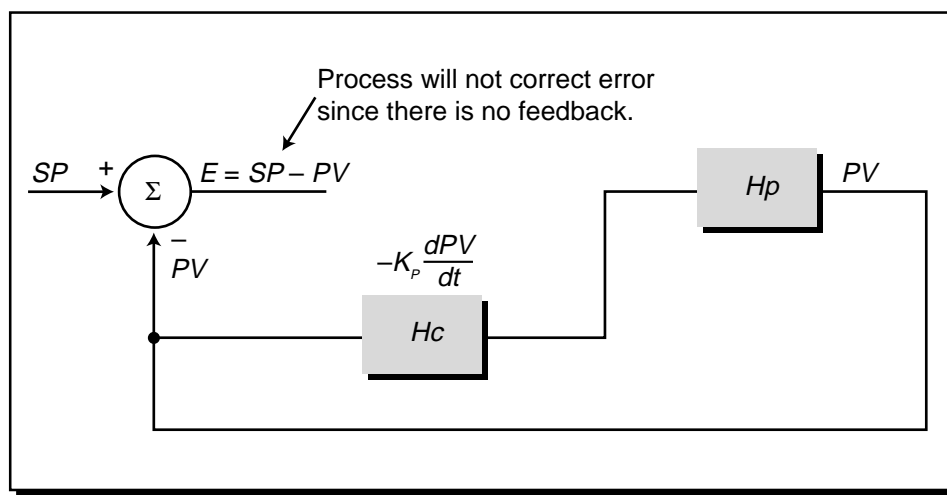 Process will not correct error
since there is no feedback.
SP + Σ E = SP – PV
Hp PV
–
PV
–K_P dPV/dt
Hc